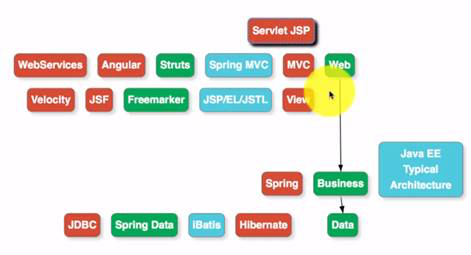 Servlet JSP
WebServices Angular Struts Spring MVC MVC Web
Velocity JSF Freemarker JSP/EL/JSTL View
Java EE
Typical
Architecture
Spring Business
JDBC Spring Data iBatis Hibernate Data